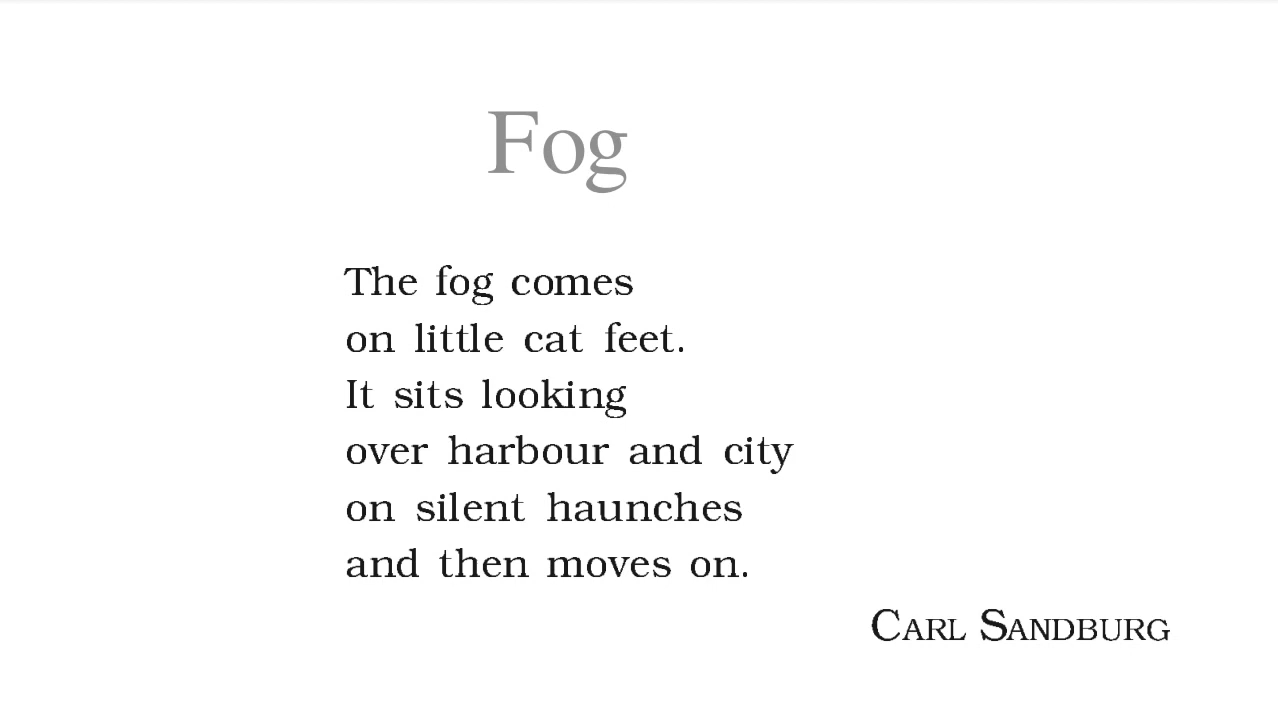 Fog
The fog comes
on little cat feet.
It sits looking
over harbour and city
on silent haunches
and then moves on.
CARL SANDBURG